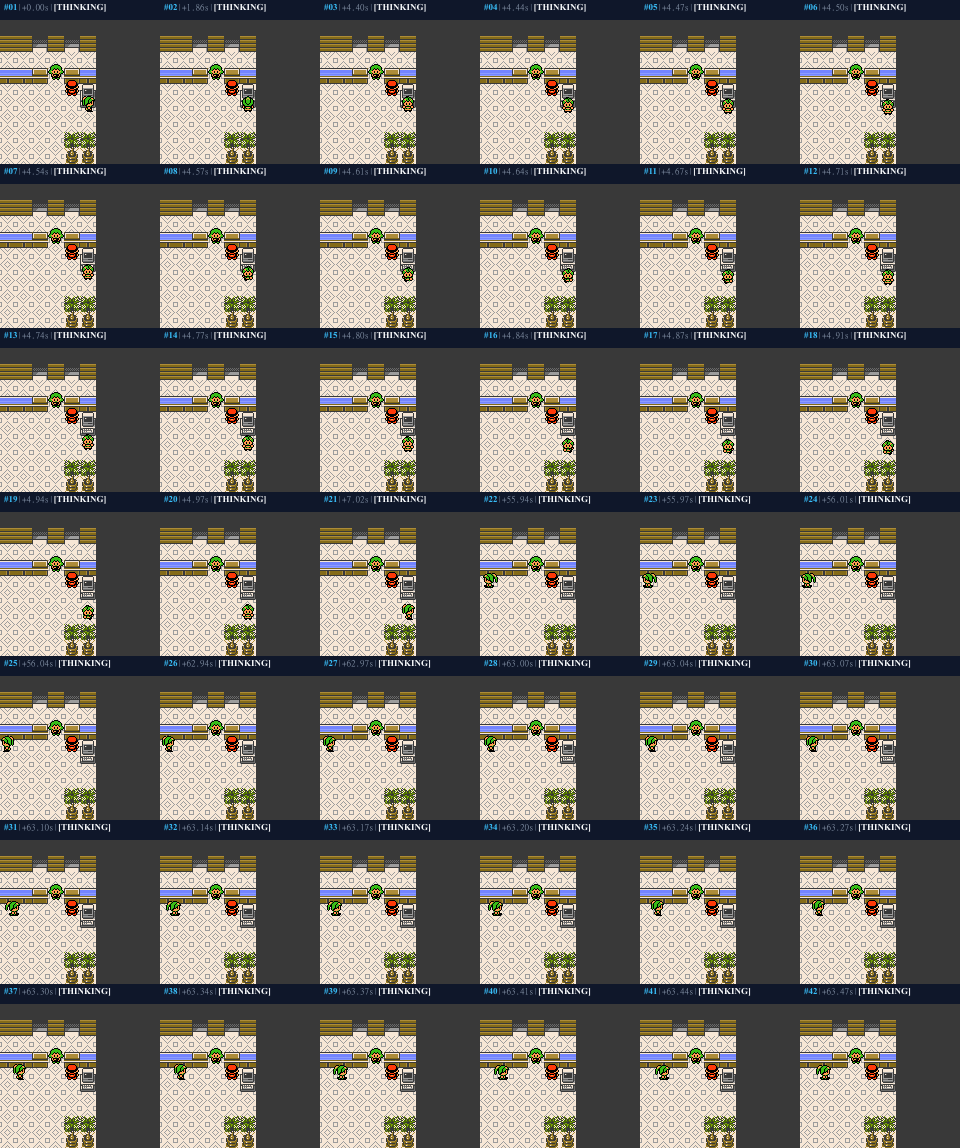 #01|+0.00s|[THINKING] #02|+1.86s|[THINKING] #03|+4.40s|[THINKING] #04|+4.44s|[THINKING] #05|+4.47s|[THINKING] #06|+4.50s|[THINKING]
#07|+4.54s|[THINKING] #08|+4.57s|[THINKING] #09|+4.61s|[THINKING] #10|+4.64s|[THINKING] #11|+4.67s|[THINKING] #12|+4.71s|[THINKING]
#13|+4.74s|[THINKING] #14|+4.77s|[THINKING] #15|+4.80s|[THINKING] #16|+4.84s|[THINKING] #17|+4.87s|[THINKING] #18|+4.91s|[THINKING]
#19|+4.94s|[THINKING] #20|+4.97s|[THINKING] #21|+7.02s|[THINKING] #22|+55.94s|[THINKING] #23|+55.97s|[THINKING] #24|+56.01s|[THINKING]
#25|+56.04s|[THINKING] #26|+62.94s|[THINKING] #27|+62.97s|[THINKING] #28|+63.00s|[THINKING] #29|+63.04s|[THINKING] #30|+63.07s|[THINKING]
#31|+63.10s|[THINKING] #32|+63.14s|[THINKING] #33|+63.17s|[THINKING] #34|+63.20s|[THINKING] #35|+63.24s|[THINKING] #36|+63.27s|[THINKING]
#37|+63.30s|[THINKING] #38|+63.34s|[THINKING] #39|+63.37s|[THINKING] #40|+63.41s|[THINKING] #41|+63.44s|[THINKING] #42|+63.47s|[THINKING]